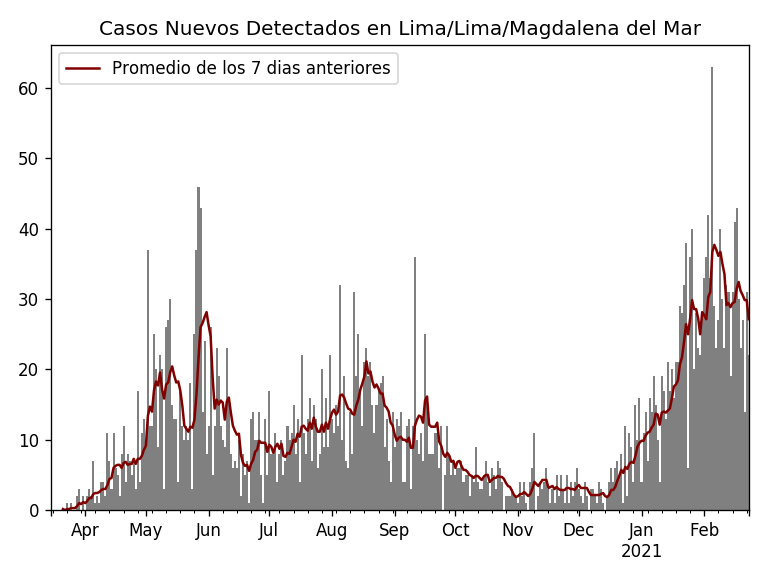 Casos Nuevos Detectados en Lima/Lima/Magdalena del Mar
Promedio de los 7 dias anteriores
60
50
40
30
20
10
0
Apr May Jun Jul Aug Sep Oct Nov Dec Jan Feb
2021